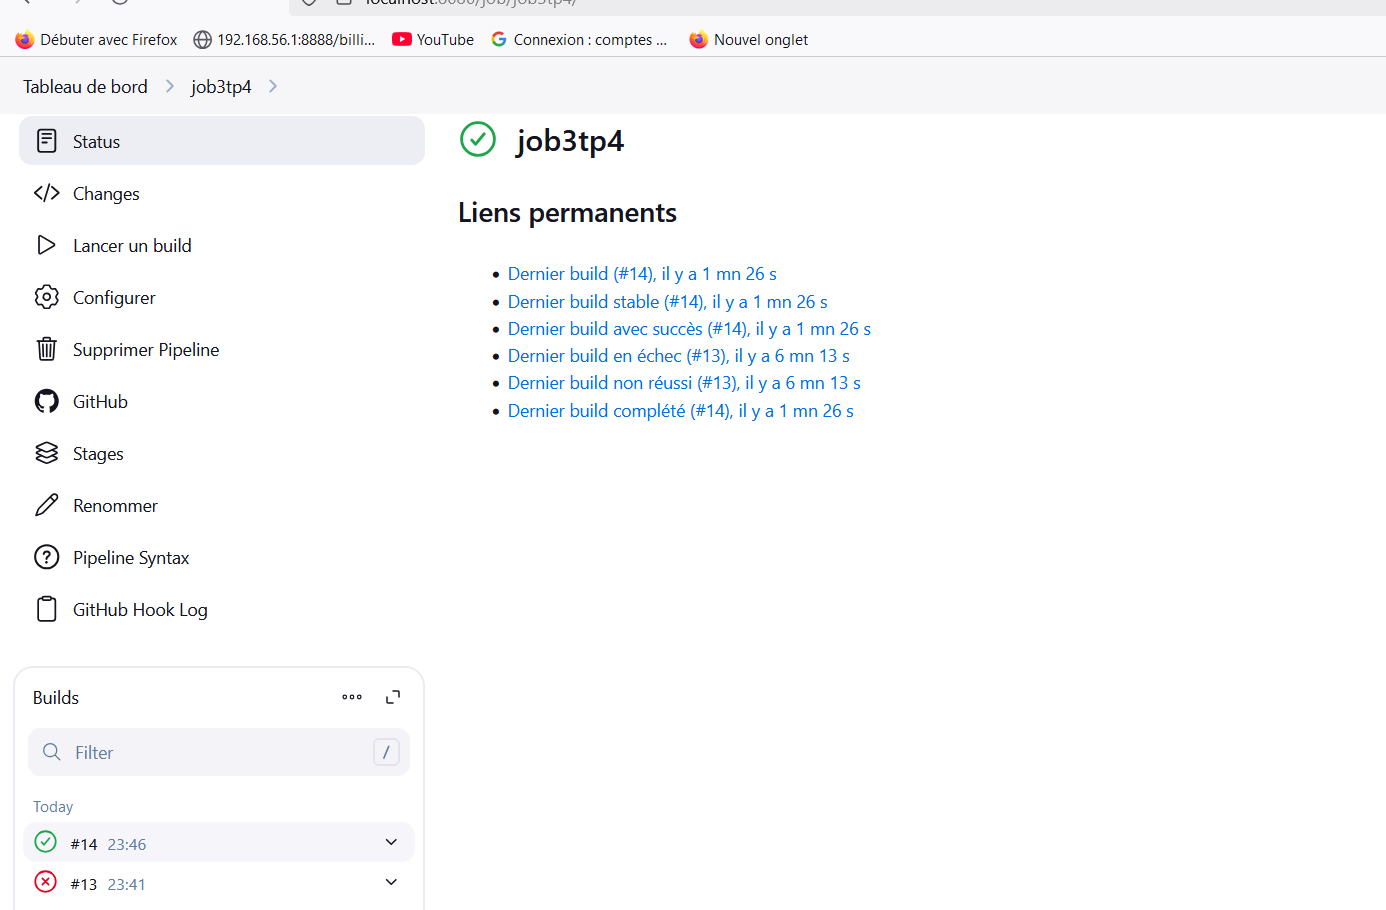 Débuter avec Firefox 192.168.56.1:8888/billi... YouTube Connexion : comptes ... Nouvel onglet
Tableau de bord job3tp4
Status
Changes
Lancer un build
Configurer
Supprimer Pipeline
GitHub
Stages
Renommer
Pipeline Syntax
GitHub Hook Log
Builds
Filter /
Today
#14 23:46
#13 23:41
job3tp4
Liens permanents
Dernier build (#14), il y a 1 mn 26 s
Dernier build stable (#14), il y a 1 mn 26 s
Dernier build avec succès (#14), il y a 1 mn 26 s
Dernier build en échec (#13), il y a 6 mn 13 s
Dernier build non réussi (#13), il y a 6 mn 13 s
Dernier build complété (#14), il y a 1 mn 26 s